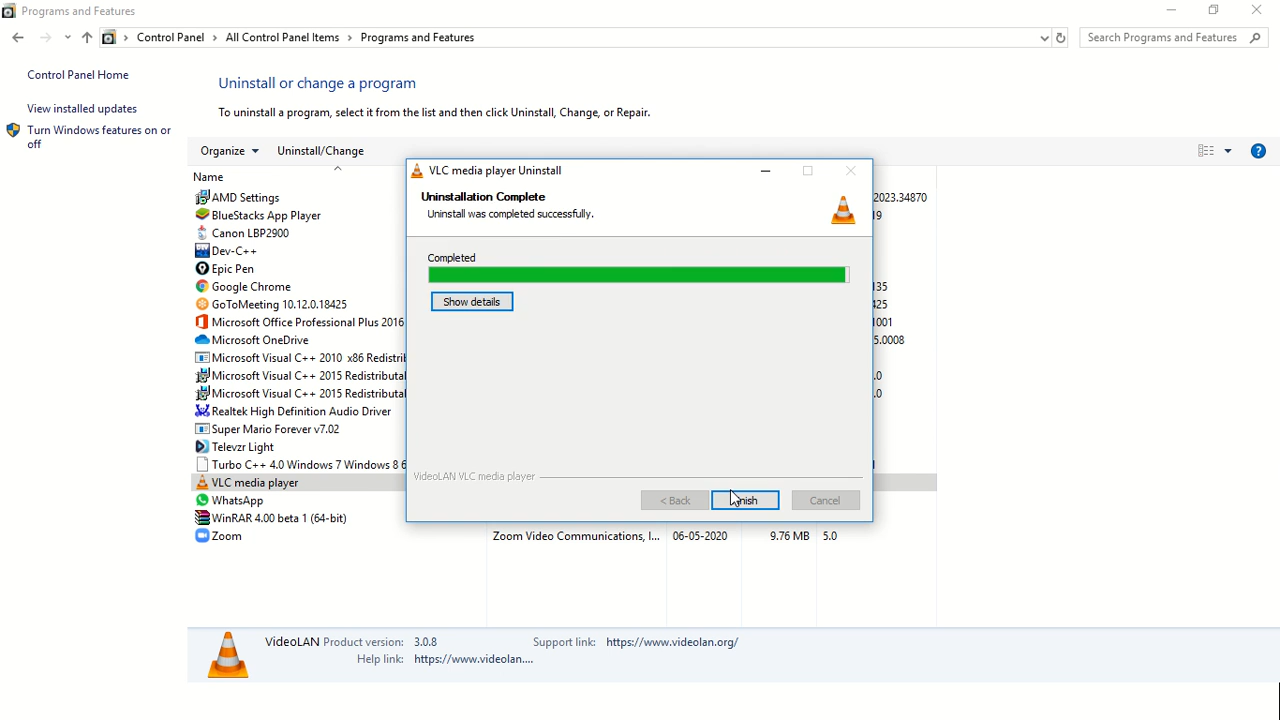 Programs and Features
Control Panel > All Control Panel Items > Programs and Features
Search Programs and Features
Control Panel Home
View installed updates
Turn Windows features on or
off
Uninstall or change a program
To uninstall a program, select it from the list and then click Uninstall, Change, or Repair.
Organize Uninstall/Change
Name
AMD Settings 2023.34870
BlueStacks App Player 19
Canon LBP2900
Dev-C++
Epic Pen
Google Chrome 35
GoToMeeting 10.12.0.18425 425
Microsoft Office Professional Plus 2016 1001
Microsoft OneDrive 5.0008
Microsoft Visual C++ 2010 x86 Redistri
Microsoft Visual C++ 2015 Redistributa .0
Microsoft Visual C++ 2015 Redistributa .0
Realtek High Definition Audio Driver
Super Mario Forever v7.02
Televzr Light
Turbo C++ 4.0 Windows 7 Windows 8 6
VLC media player
WhatsApp
WinRAR 4.00 beta 1 (64-bit)
Zoom Zoom Video Communications, I... 06-05-2020 9.76 MB 5.0
VLC media player Uninstall
Uninstallation Complete
Uninstall was completed successfully.
Completed
Show details
VideoLAN VLC media player
< Back Cancel
VideoLAN Product version: 3.0.8 Support link: https://www.videolan.org/
Help link: https://www.videolan....